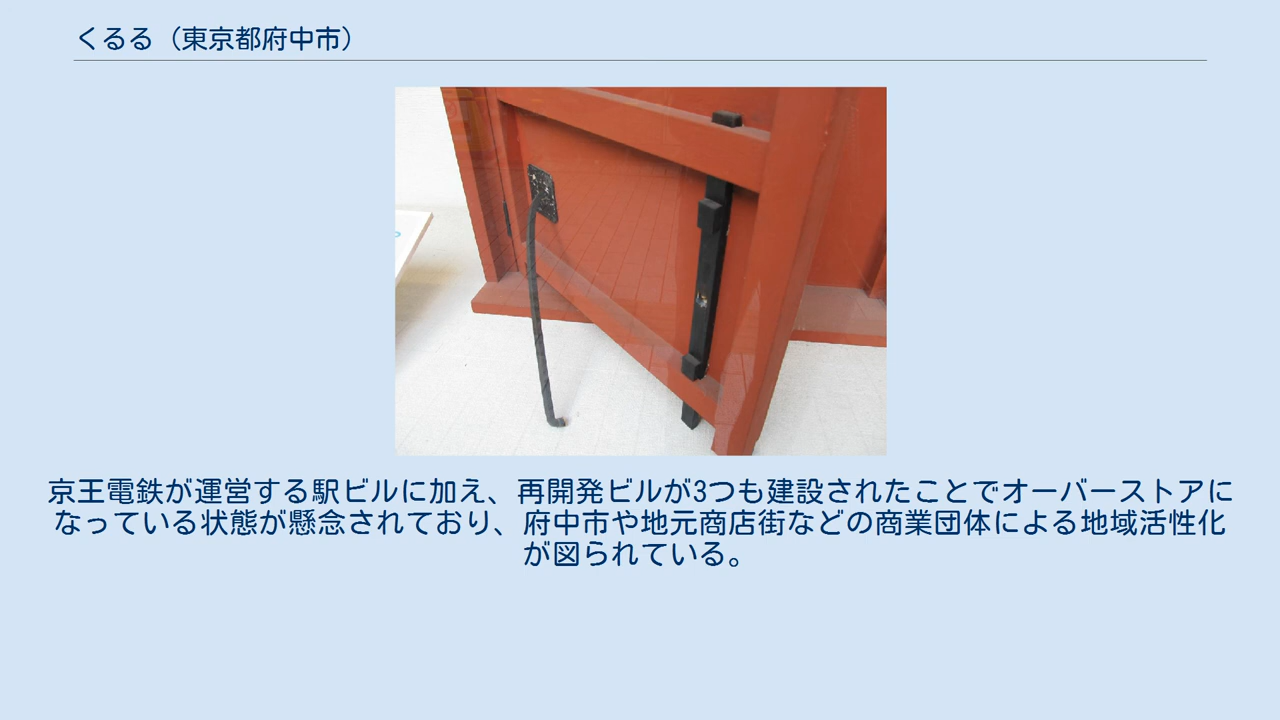 くるる（東京都府中市）
京王電鉄が運営する駅ビルに加え、再開発ビルが3つも建設されたことでオーバーストアに
なっている状態が懸念されており、府中市や地元商店街などの商業団体による地域活性化
が図られている。